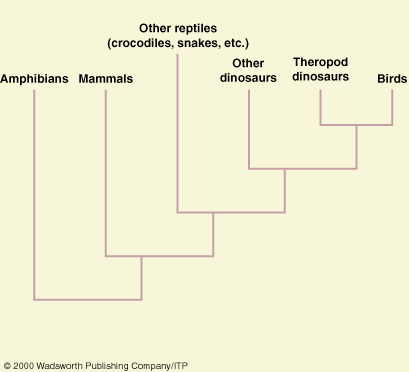 Other reptiles
(crocodiles, snakes, etc.)
Amphibians
Mammals
Other
dinosaurs
Theropod
dinosaurs
Birds
© 2000 Wadsworth Publishing Company/ITP